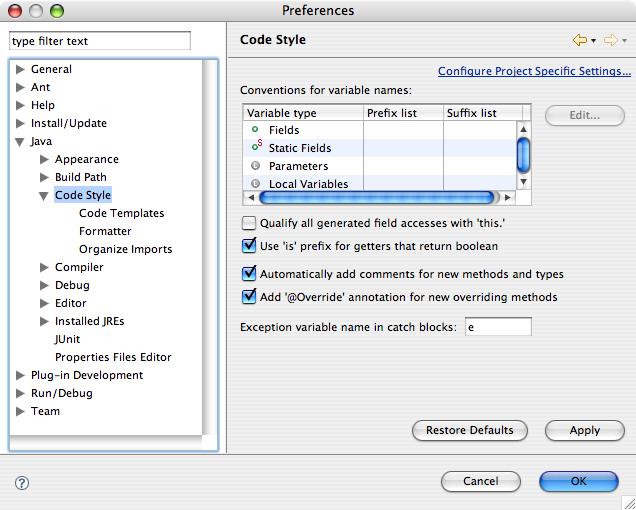 Preferences
type filter text
General
Ant
Help
Install/Update
Java
Appearance
Build Path
Code Style
Code Templates
Formatter
Organize Imports
Compiler
Debug
Editor
Installed JREs
JUnit
Properties Files Editor
Plug-in Development
Run/Debug
Team
Code Style
Configure Project Specific Settings...
Conventions for variable names:
Variable type Prefix list Suffix list
Fields
S Static Fields
L Parameters
L Local Variables
Edit...
Qualify all generated field accesses with 'this.'
Use 'is' prefix for getters that return boolean
Automatically add comments for new methods and types
Add '@Override' annotation for new overriding methods
Exception variable name in catch blocks: e
Restore Defaults Apply
? Cancel OK